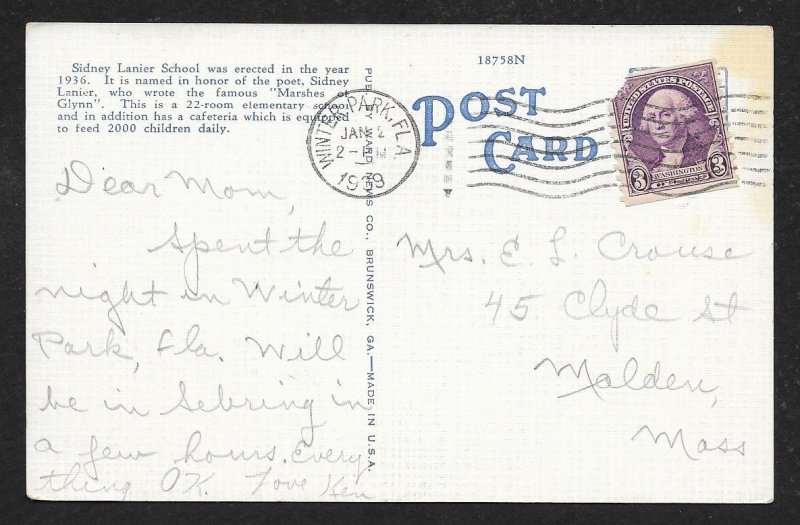 Sidney Lanier School was erected in the year
1936. It is named in honor of the poet, Sidney
Lanier, who wrote the famous "Marshes of
Glynn". This is a 22-room elementary school
and in addition has a cafeteria which is equipped
to feed 2000 children daily.
18758N
POST
CARD
WINTER PARK, FLA.
JAN 2
2-PM
1939
UNITED STATES POSTAGE
3 WASHINGTON 3
PUB. BY WARD NEWS CO., BRUNSWICK, GA.—MADE IN U.S.A.
Dear Mom,
Spent the
night in Winter
Park, Fla. Will
be in Sebring in
a few hours. Every
thing OK. Love Ken
Mrs. E. L. Crouse
45 Clyde St
Malden,
Mass